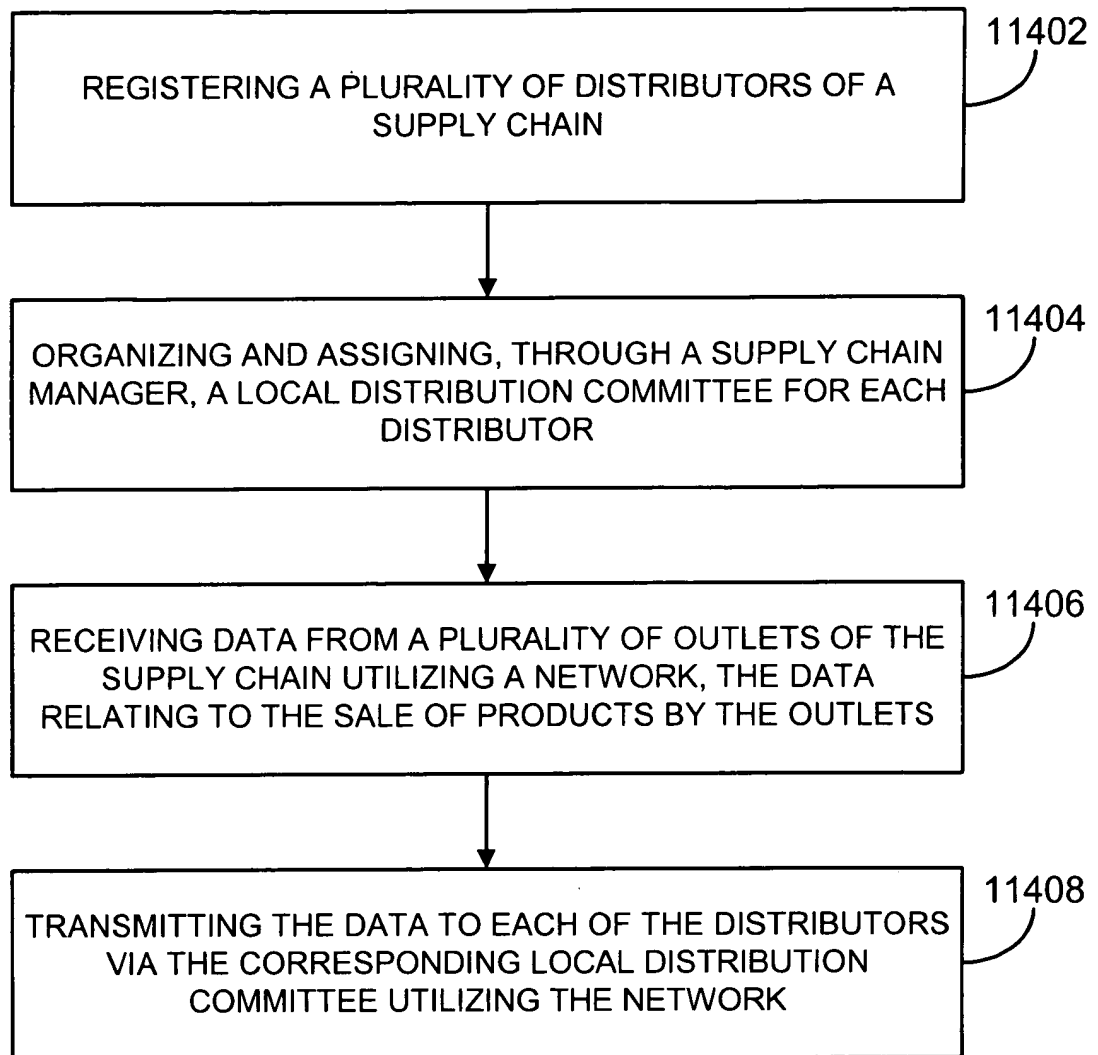 11402
REGISTERING A PLURALITY OF DISTRIBUTORS OF A
SUPPLY CHAIN
11404
ORGANIZING AND ASSIGNING, THROUGH A SUPPLY CHAIN
MANAGER, A LOCAL DISTRIBUTION COMMITTEE FOR EACH
DISTRIBUTOR
11406
RECEIVING DATA FROM A PLURALITY OF OUTLETS OF THE
SUPPLY CHAIN UTILIZING A NETWORK, THE DATA
RELATING TO THE SALE OF PRODUCTS BY THE OUTLETS
11408
TRANSMITTING THE DATA TO EACH OF THE DISTRIBUTORS
VIA THE CORRESPONDING LOCAL DISTRIBUTION
COMMITTEE UTILIZING THE NETWORK